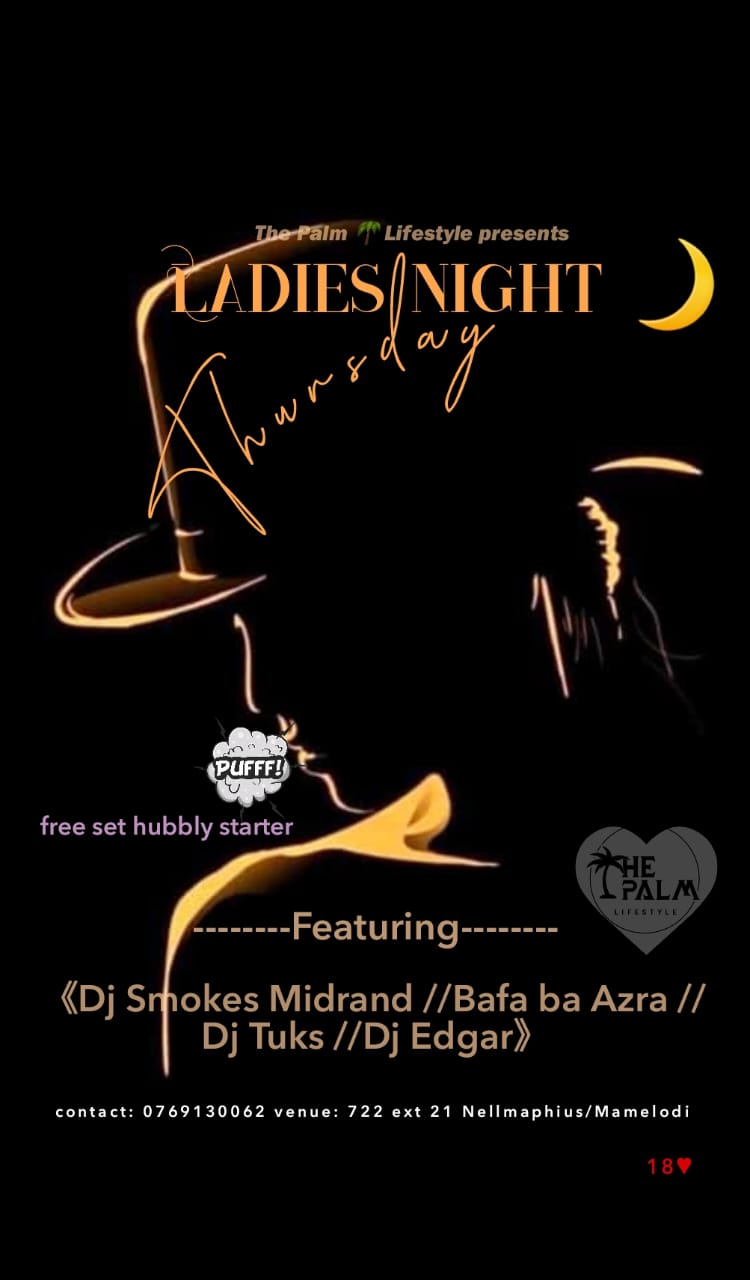 The Palm 🌴 Lifestyle presents
LADIES NIGHT
Thursday
PUFFF!
free set hubbly starter
THE
PALM
LIFESTYLE
--------Featuring--------
《Dj Smokes Midrand //Bafa ba Azra //
Dj Tuks //Dj Edgar》
contact: 0769130062 venue: 722 ext 21 Nellmaphius/Mamelodi
18♥